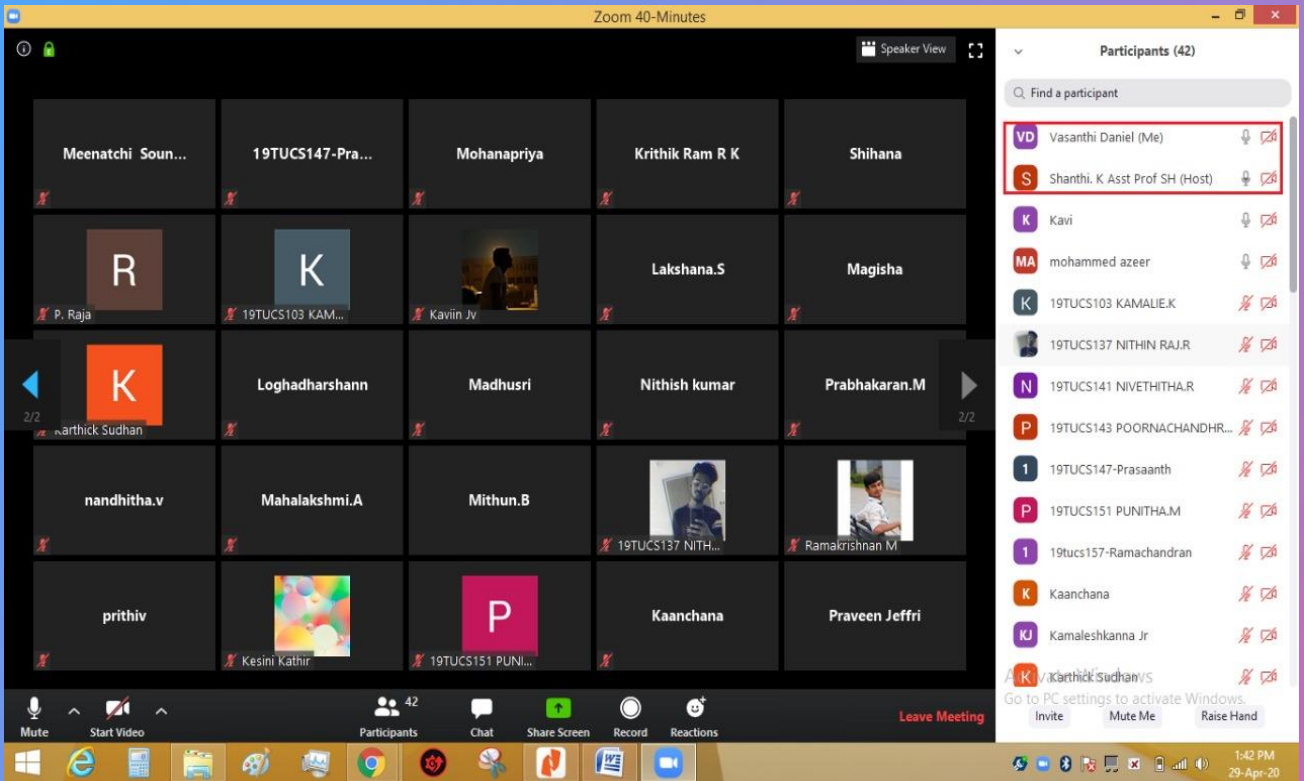 Zoom 40-Minutes
Speaker View
Participants (42)
Find a participant
Meenatchi Soun...
19TUCS147-Pra...
Mohanapriya
Krithik Ram R K
Shihana
R
P. Raja
K
19TUCS103 KAM...
Kaviin Jv
Lakshana.S
Magisha
2/2
K
Karthick Sudhan
Loghadharshann
Madhusri
Nithish kumar
Prabhakaran.M
2/2
nandhitha.v
Mahalakshmi.A
Mithun.B
19TUCS137 NITH...
Ramakrishnan M
prithiv
Kesini Kathir
P
19TUCS151 PUNI...
Kaanchana
Praveen Jeffri
VD Vasanthi Daniel (Me)
S Shanthi. K Asst Prof SH (Host)
K Kavi
MA mohammed azeer
K 19TUCS103 KAMALIE.K
19TUCS137 NITHIN RAJ.R
N 19TUCS141 NIVETHITHA.R
P 19TUCS143 POORNACHANDHR...
1 19TUCS147-Prasaanth
P 19TUCS151 PUNITHA.M
1 19tucs157-Ramachandran
K Kaanchana
KJ Kamaleshkanna Jr
K Karthick Sudhan
Activate Windows
Go to PC settings to activate Windows.
Invite Mute Me Raise Hand
Mute
Start Video
42
Participants
Chat
Share Screen
Record
Reactions
Leave Meeting
1:42 PM
29-Apr-20